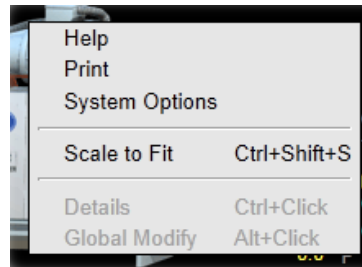 Help
Print
System Options
Scale to Fit Ctrl+Shift+S
Details Ctrl+Click
Global Modify Alt+Click